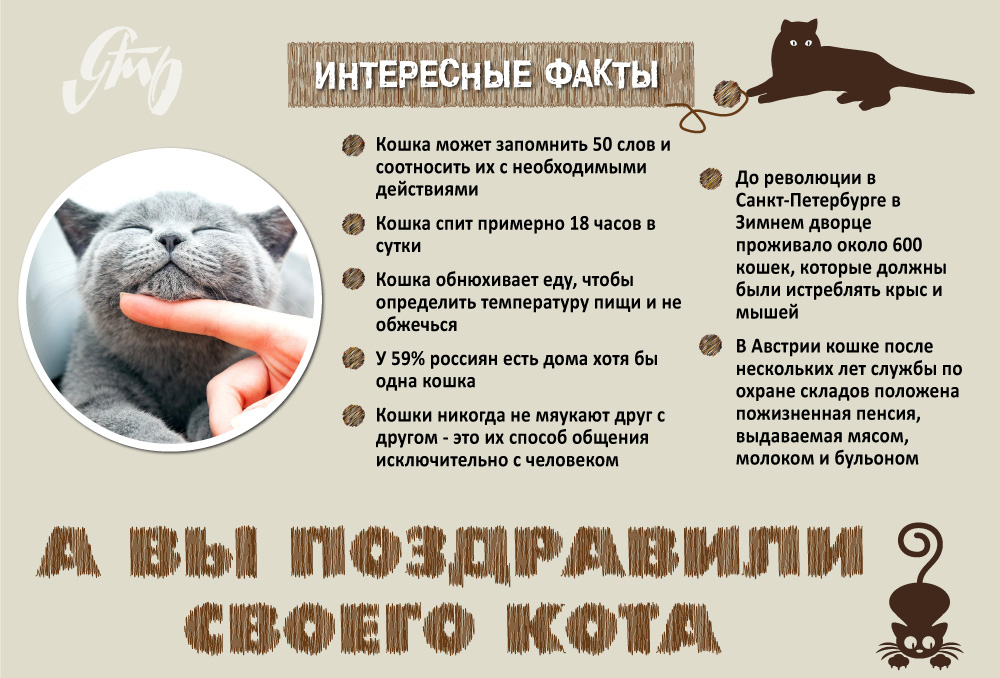 СТМ
ИНТЕРЕСНЫЕ ФАКТЫ
Кошка может запомнить 50 слов и
соотносить их с необходимыми
действиями
Кошка спит примерно 18 часов в
сутки
Кошка обнюхивает еду, чтобы
определить температуру пищи и не
обжечься
У 59% россиян есть дома хотя бы
одна кошка
Кошки никогда не мяукают друг с
другом - это их способ общения
исключительно с человеком
До революции в
Санкт-Петербурге в
Зимнем дворце
проживало около 600
кошек, которые должны
были истреблять крыс и
мышей
В Австрии кошке после
нескольких лет службы по
охране складов положена
пожизненная пенсия,
выдаваемая мясом,
молоком и бульоном
А ВЫ ПОЗДРАВИЛИ
СВОЕГО КОТА